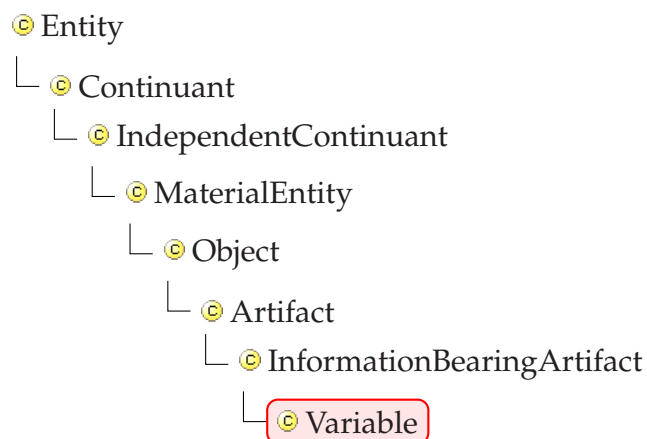 C Entity
C Continuant
C IndependentContinuant
C MaterialEntity
C Object
C Artifact
C InformationBearingArtifact
C Variable